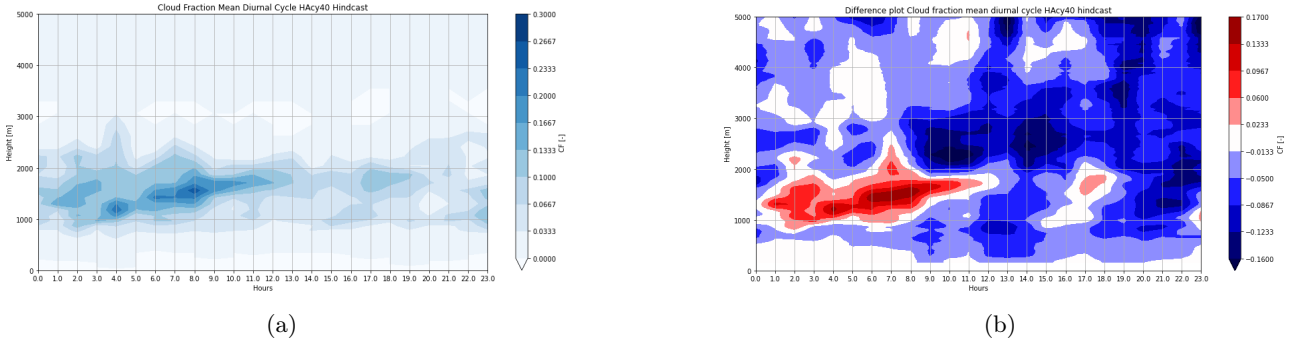 Cloud Fraction Mean Diurnal Cycle HAcy40 Hindcast
5000
4000
3000
2000
1000
0
Height [m]
0.0 1.0 2.0 3.0 4.0 5.0 6.0 7.0 8.0 9.0 10.0 11.0 12.0 13.0 14.0 15.0 16.0 17.0 18.0 19.0 20.0 21.0 22.0 23.0
Hours
0.3000
0.2667
0.2333
0.2000
0.1667
0.1333
0.1000
0.0667
0.0333
0.0000
CF [-]
(a)
Difference plot Cloud fraction mean diurnal cycle HAcy40 hindcast
5000
4000
3000
2000
1000
0
Height [m]
0.0 1.0 2.0 3.0 4.0 5.0 6.0 7.0 8.0 9.0 10.0 11.0 12.0 13.0 14.0 15.0 16.0 17.0 18.0 19.0 20.0 21.0 22.0 23.0
Hours
0.1700
0.1333
0.0967
0.0600
0.0233
−0.0133
−0.0500
−0.0867
−0.1233
−0.1600
CF [-]
(b)